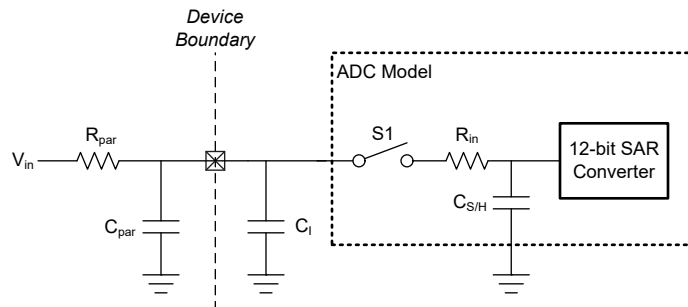 Device
Boundary
ADC Model
R_par
S1
R_in
V_in
12-bit SAR
Converter
C_par
C_I
C_S/H